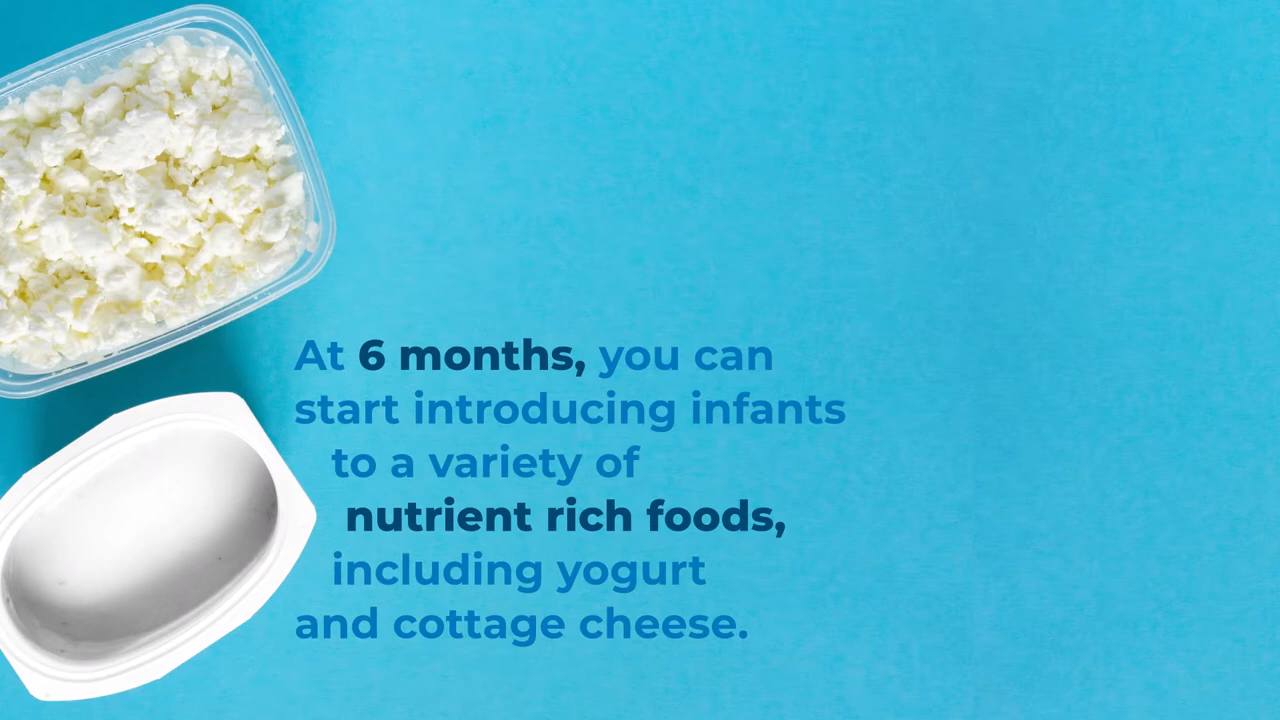 At 6 months, you can
start introducing infants
to a variety of
nutrient rich foods,
including yogurt
and cottage cheese.